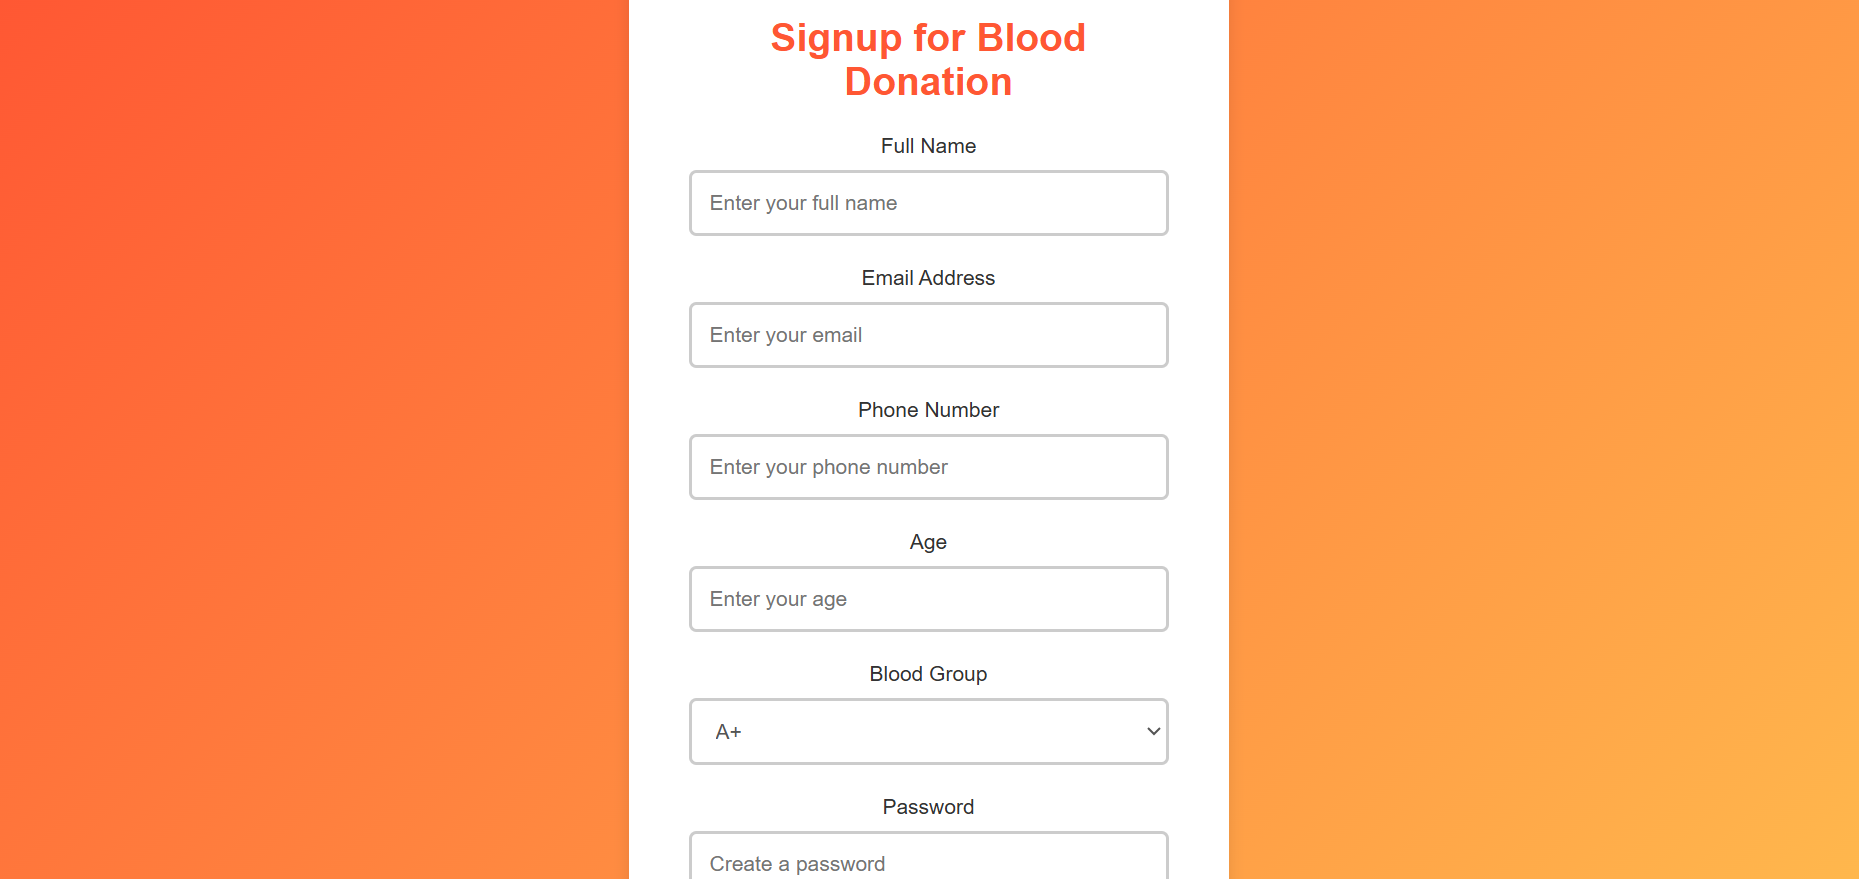 Signup for Blood
Donation
Full Name
Enter your full name
Email Address
Enter your email
Phone Number
Enter your phone number
Age
Enter your age
Blood Group
A+
Password
Create a password